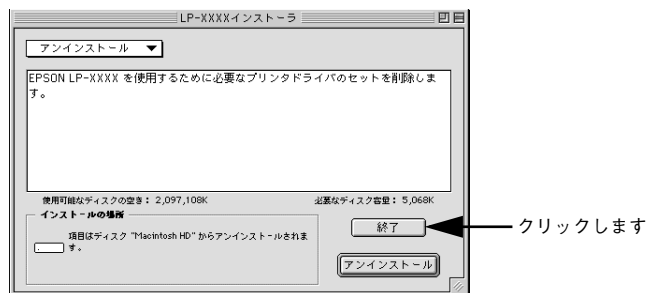 LP-XXXXインストーラ
アンインストール
EPSON LP-XXXX を使用するために必要なプリンタドライバのセットを削除しま
す。
使用可能なディスクの空き： 2,097,108K 必要なディスク容量： 5,068K
インストールの場所
項目はディスク "Macintosh HD" からアンインストールされま
す。
終了
クリックします
アンインストール